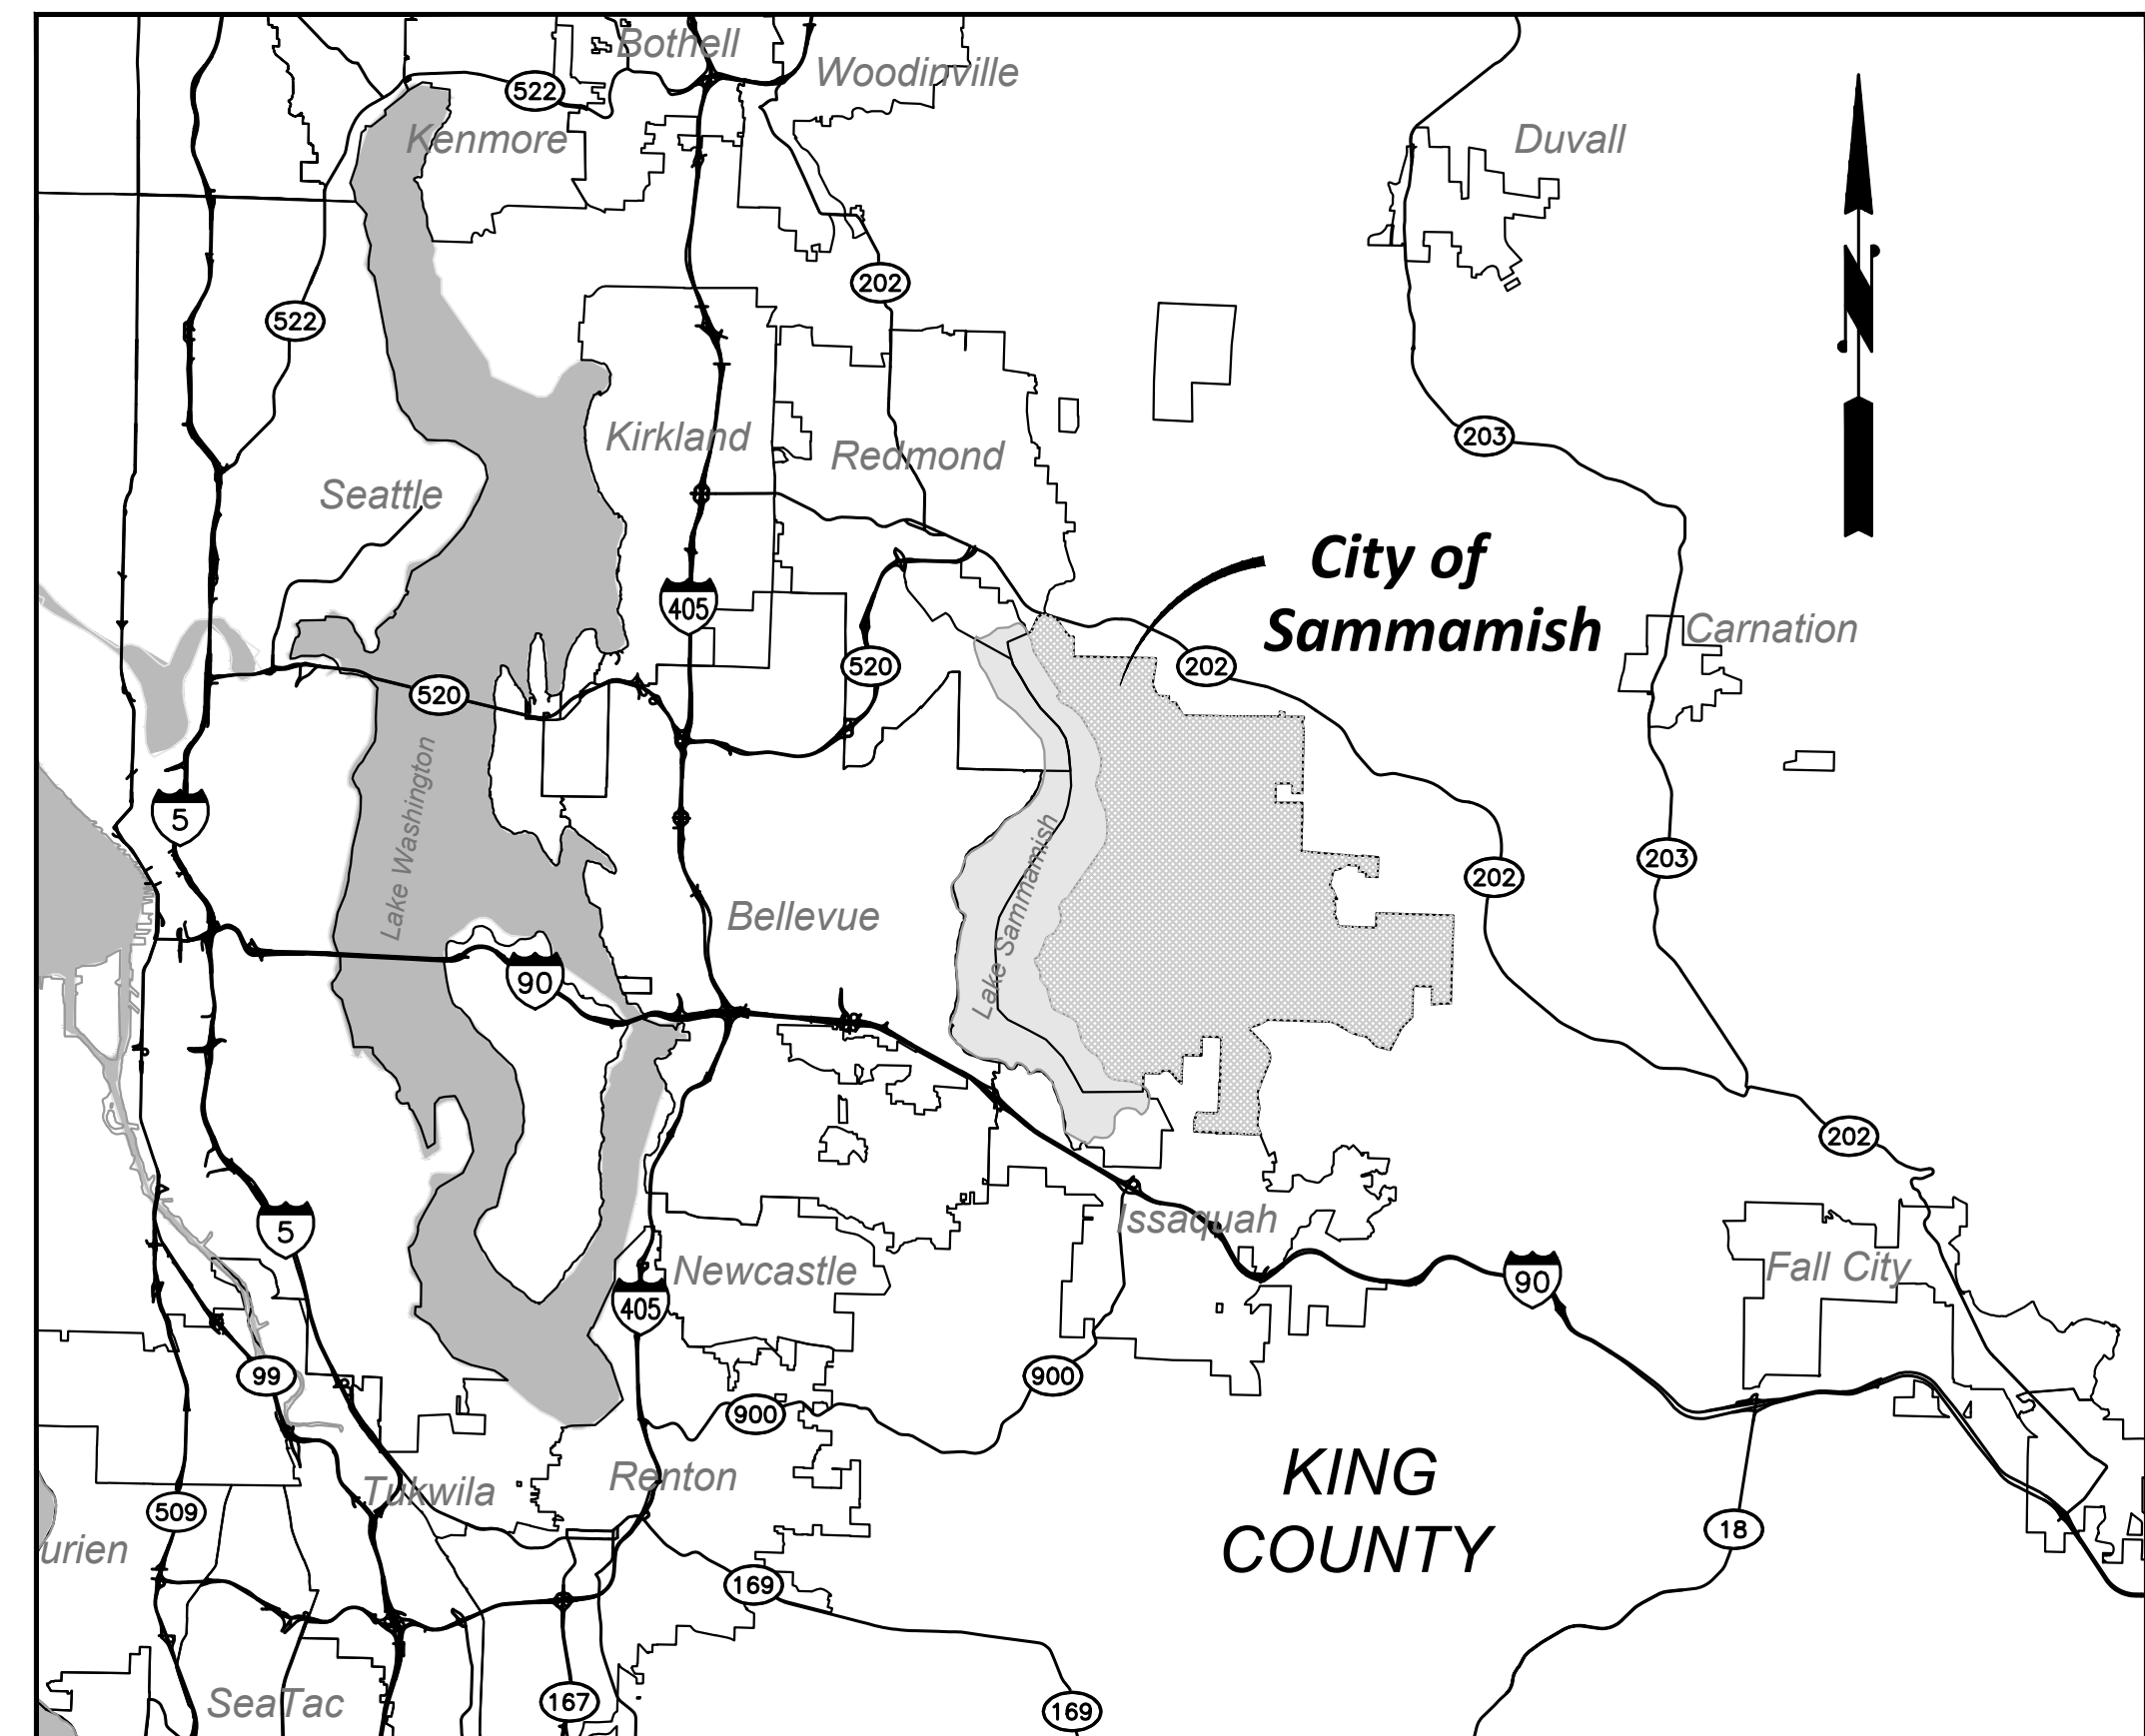 Bothell
Woodinville
522
Kenmore
Duvall
202
522
N
Kirkland
203
Redmond
Seattle
City of
Sammamish
405
Carnation
520
202
520
Lake Washington
5
Lake Sammamish
203
202
Bellevue
90
202
5
Issaquah
Newcastle
Fall City
90
405
99
900
900
KING
COUNTY
Renton
Tukwila
509
18
urien
169
SeaTac
167
169